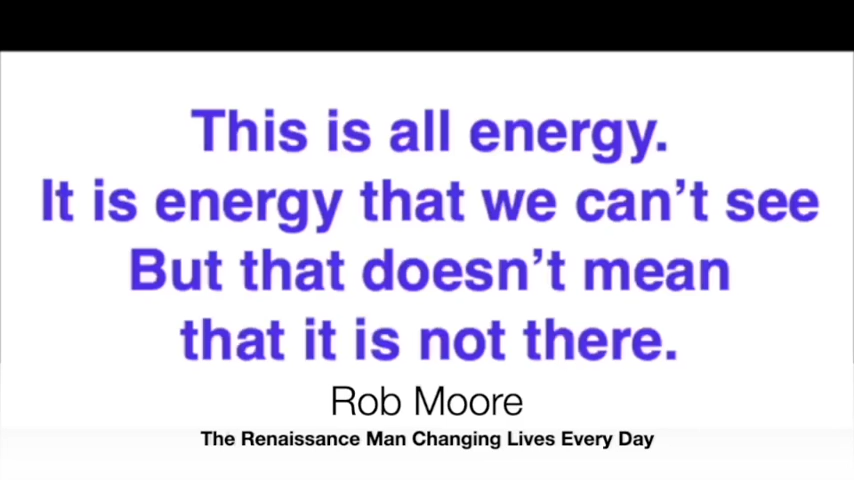 This is all energy.
It is energy that we can’t see
But that doesn’t mean
that it is not there.
Rob Moore
The Renaissance Man Changing Lives Every Day